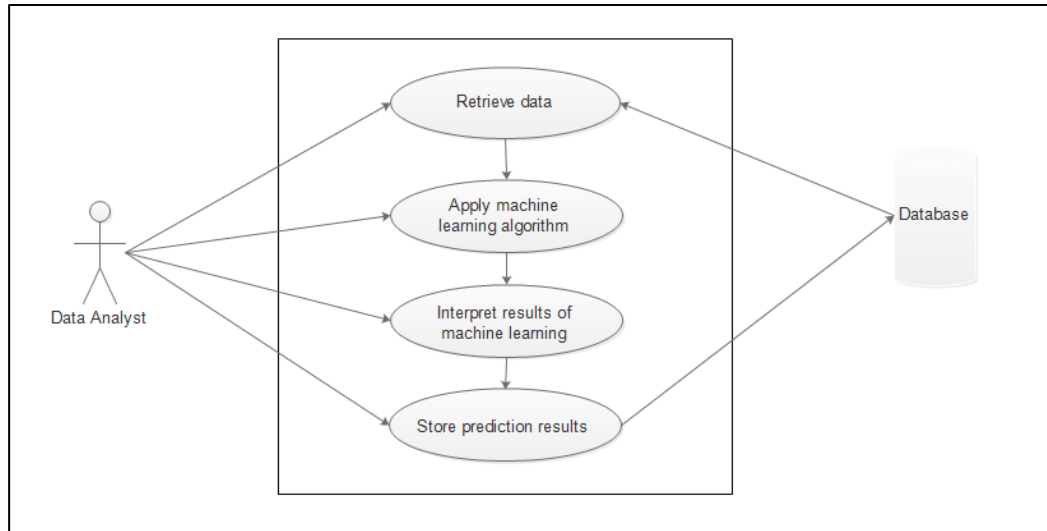 Retrieve data
Apply machine
learning algorithm
Database
Interpret results of
machine learning
Data Analyst
Store prediction results